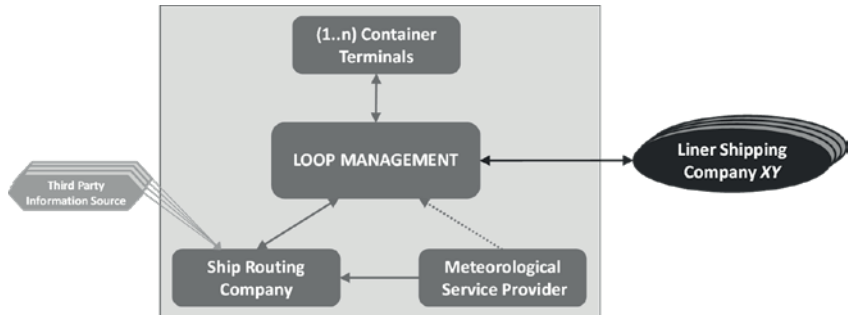 (1..n) Container
Terminals
LOOP MANAGEMENT
Liner Shipping
Company XY
Third Party
Information Source
Ship Routing
Company
Meteorological
Service Provider